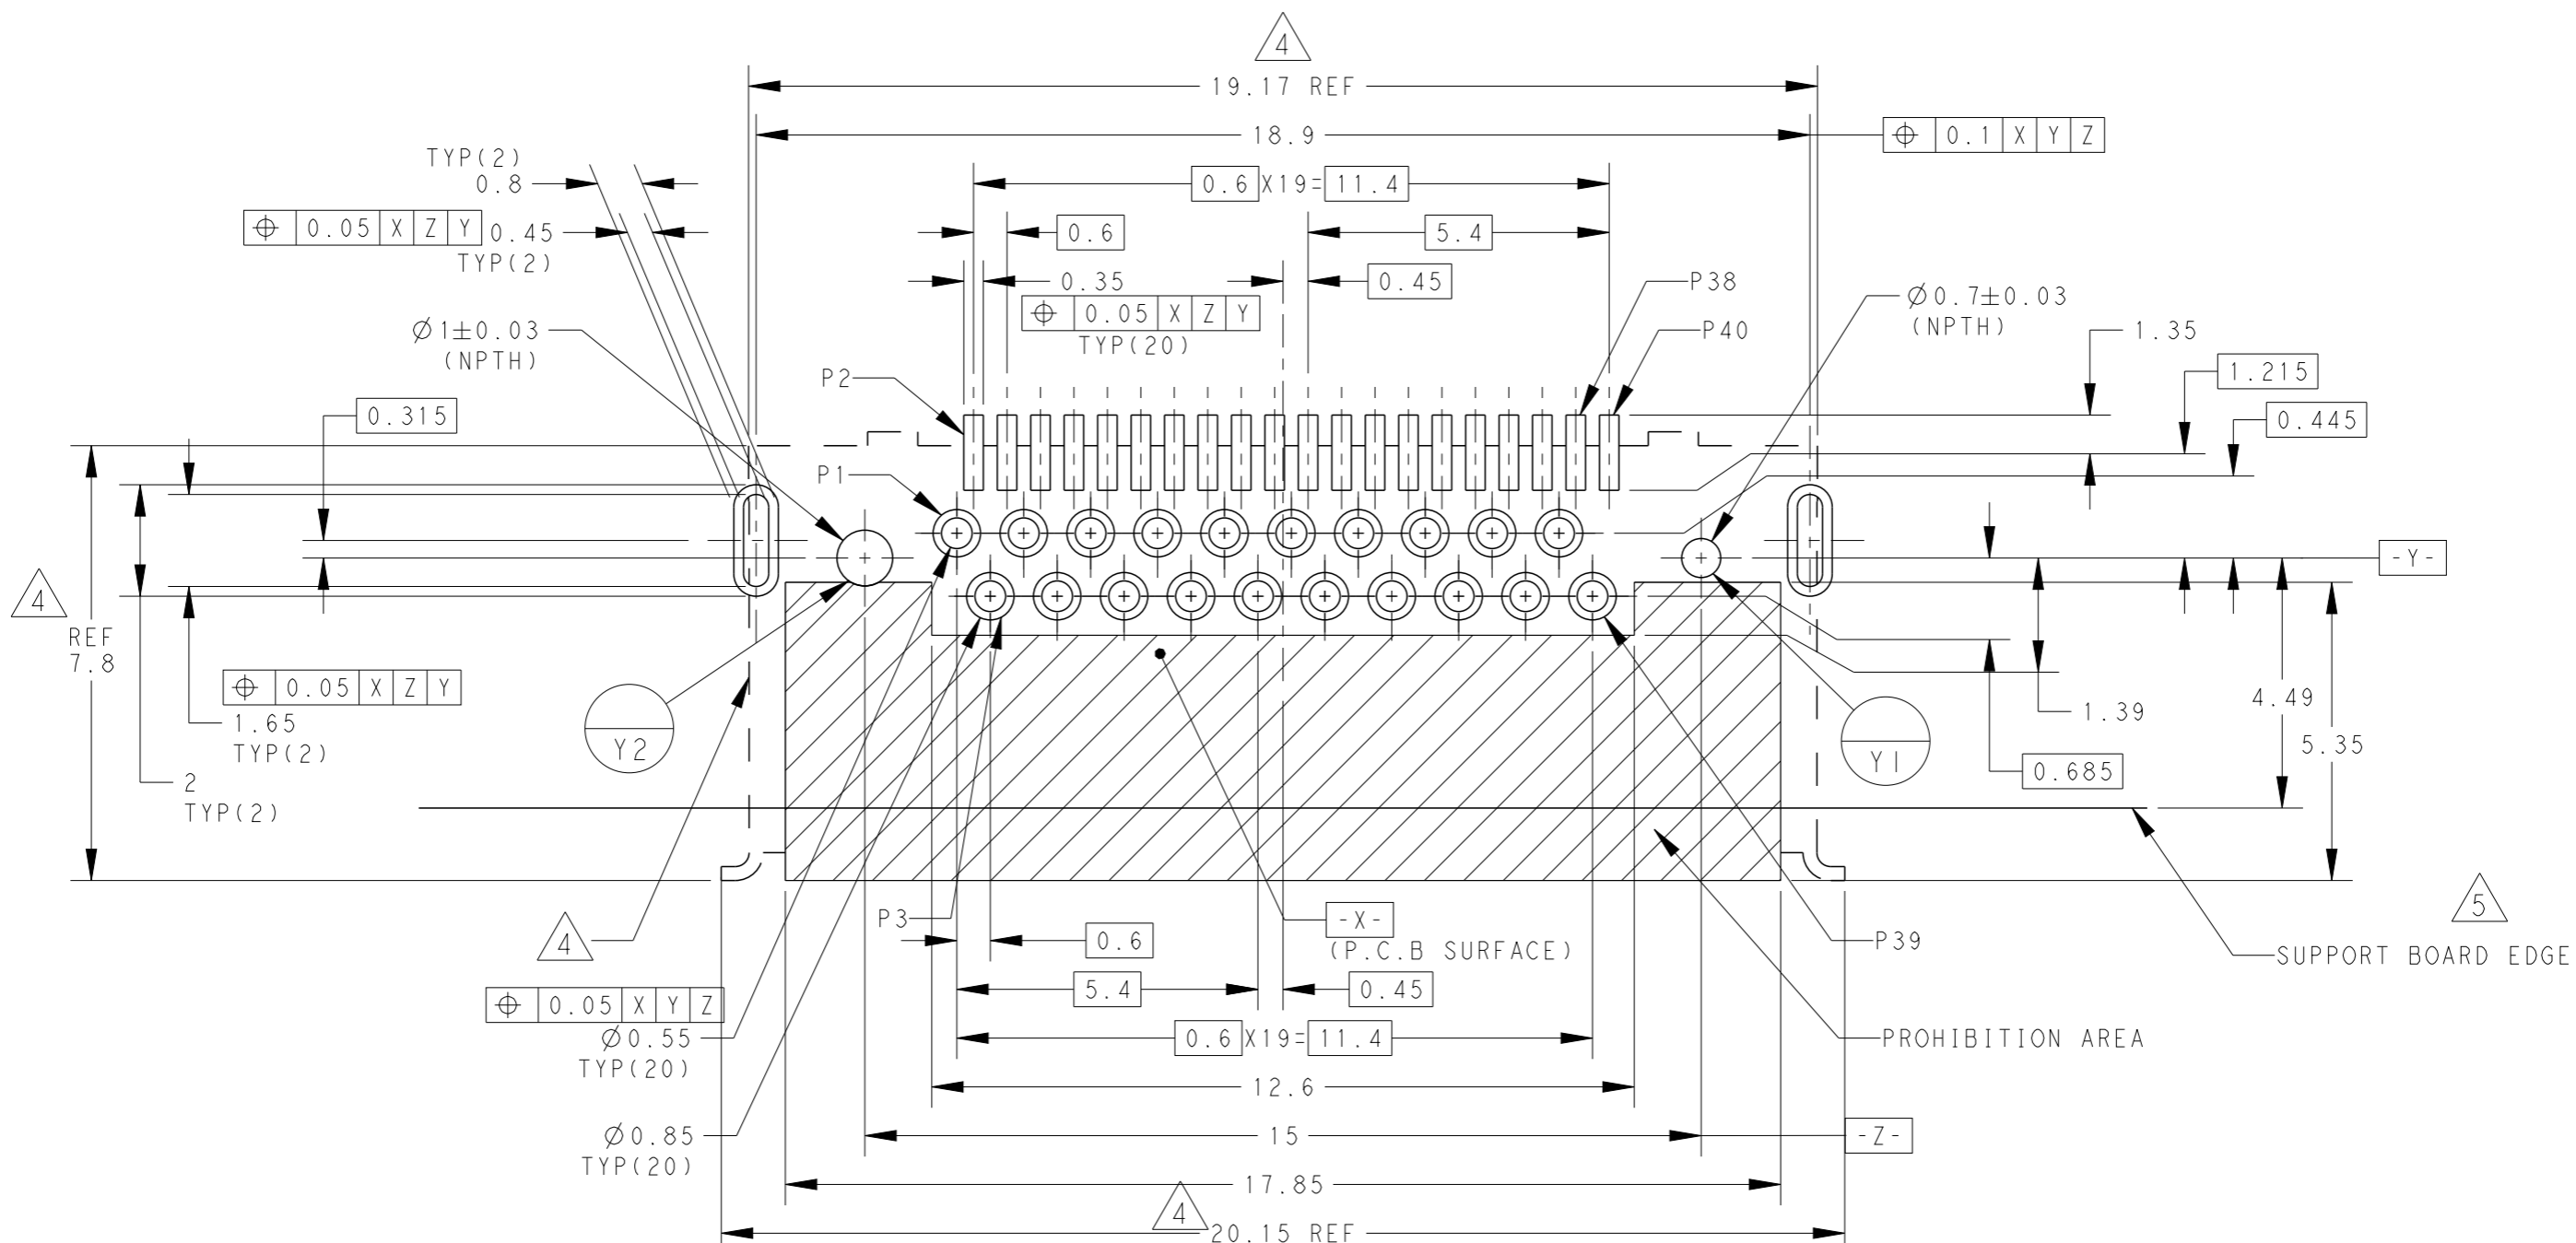 4
19.17 REF
18.9
⌖ 0.1 X Y Z
TYP(2)
0.8
0.6 X19= 11.4
⌖ 0.05 X Z Y
0.45
TYP(2)
0.6
5.4
0.35
0.45
P38
⌖ 0.05 X Z Y
TYP(20)
P40
Ø1±0.03
(NPTH)
Ø0.7±0.03
(NPTH)
1.35
P2
1.215
0.315
0.445
P1
-Y-
4
REF
7.8
⌖ 0.05 X Z Y
1.65
TYP(2)
Y2
2
TYP(2)
1.39
4.49
5.35
Y1
0.685
P3
-X-
(P.C.B SURFACE)
P39
5
SUPPORT BOARD EDGE
4
0.6
5.4
0.45
⌖ 0.05 X Y Z
Ø0.55
TYP(20)
0.6 X19= 11.4
PROHIBITION AREA
12.6
Ø0.85
TYP(20)
15
-Z-
17.85
4
20.15 REF